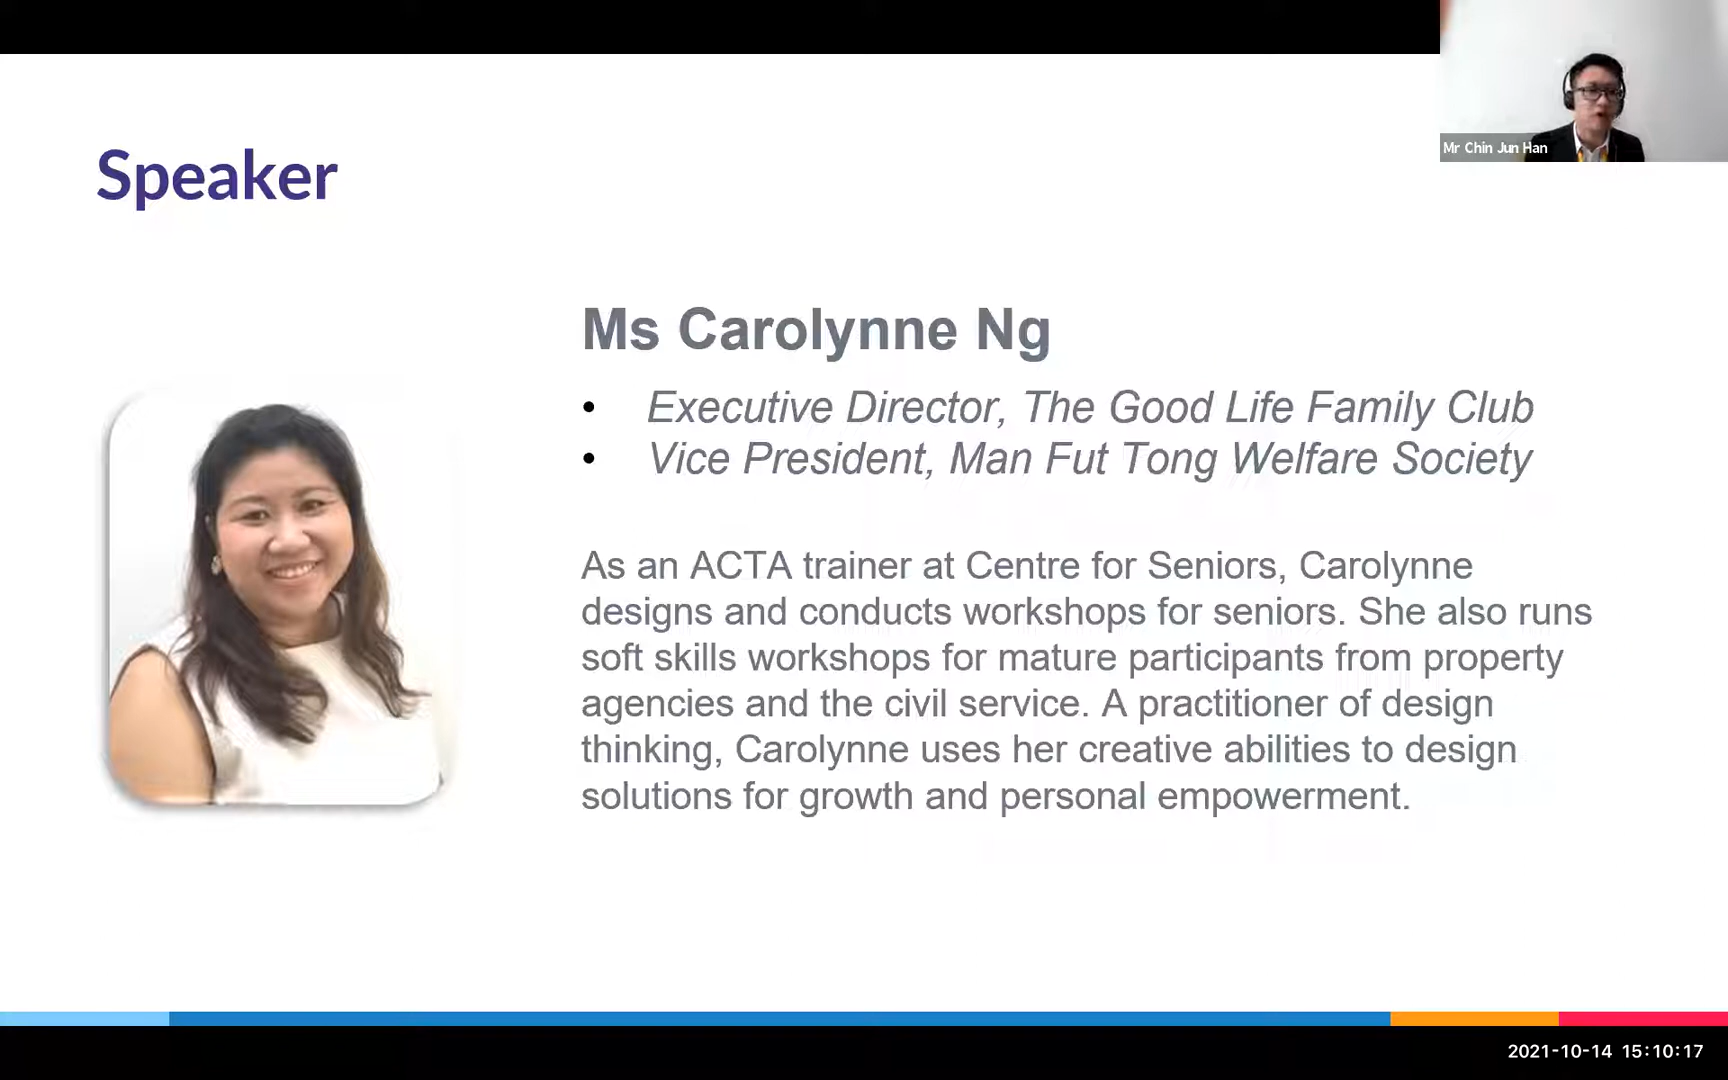 Mr Chin Jun Han
Speaker
Ms Carolynne Ng
• Executive Director, The Good Life Family Club
• Vice President, Man Fut Tong Welfare Society
As an ACTA trainer at Centre for Seniors, Carolynne
designs and conducts workshops for seniors. She also runs
soft skills workshops for mature participants from property
agencies and the civil service. A practitioner of design
thinking, Carolynne uses her creative abilities to design
solutions for growth and personal empowerment.
2021-10-14 15:10:17